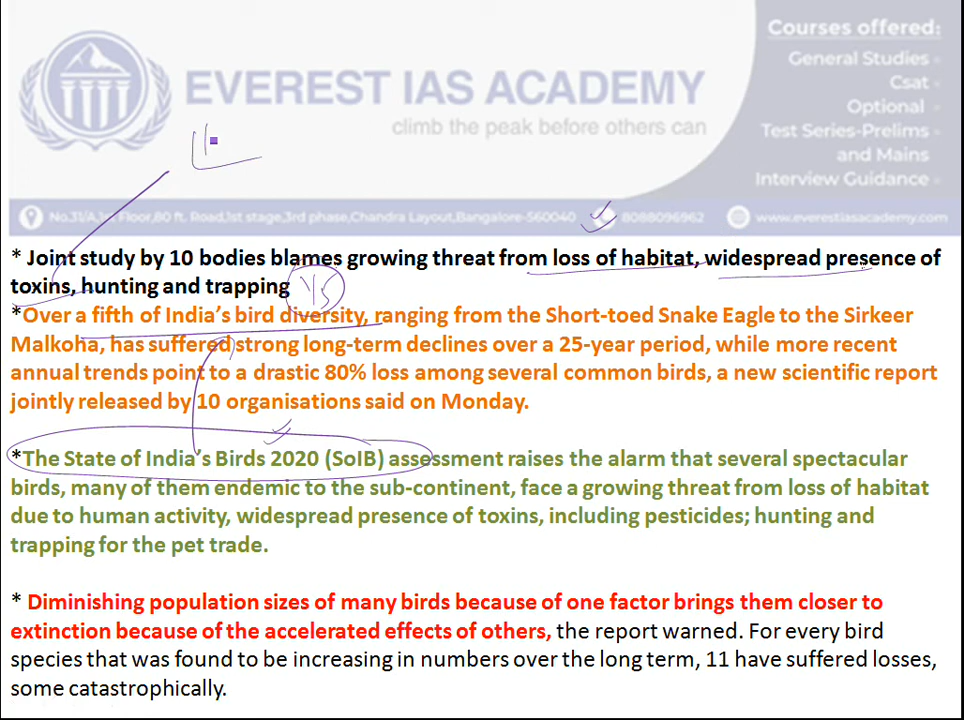 Courses offered:
General Studies
Csat
Optional
Test Series-Prelims
and Mains
Interview Guidance
EVEREST IAS ACADEMY
climb the peak before others can
No.31/A,1st Floor,80 ft. Road,1st stage,3rd phase,Chandra Layout,Bangalore-560040 8088096962 www.everestiasacademy.com
* Joint study by 10 bodies blames growing threat from loss of habitat, widespread presence of
toxins, hunting and trapping
1/5
*Over a fifth of India's bird diversity, ranging from the Short-toed Snake Eagle to the Sirkeer
Malkoha, has suffered strong long-term declines over a 25-year period, while more recent
annual trends point to a drastic 80% loss among several common birds, a new scientific report
jointly released by 10 organisations said on Monday.
*The State of India's Birds 2020 (SoIB) assessment raises the alarm that several spectacular
birds, many of them endemic to the sub-continent, face a growing threat from loss of habitat
due to human activity, widespread presence of toxins, including pesticides; hunting and
trapping for the pet trade.
* Diminishing population sizes of many birds because of one factor brings them closer to
extinction because of the accelerated effects of others, the report warned. For every bird
species that was found to be increasing in numbers over the long term, 11 have suffered losses,
some catastrophically.